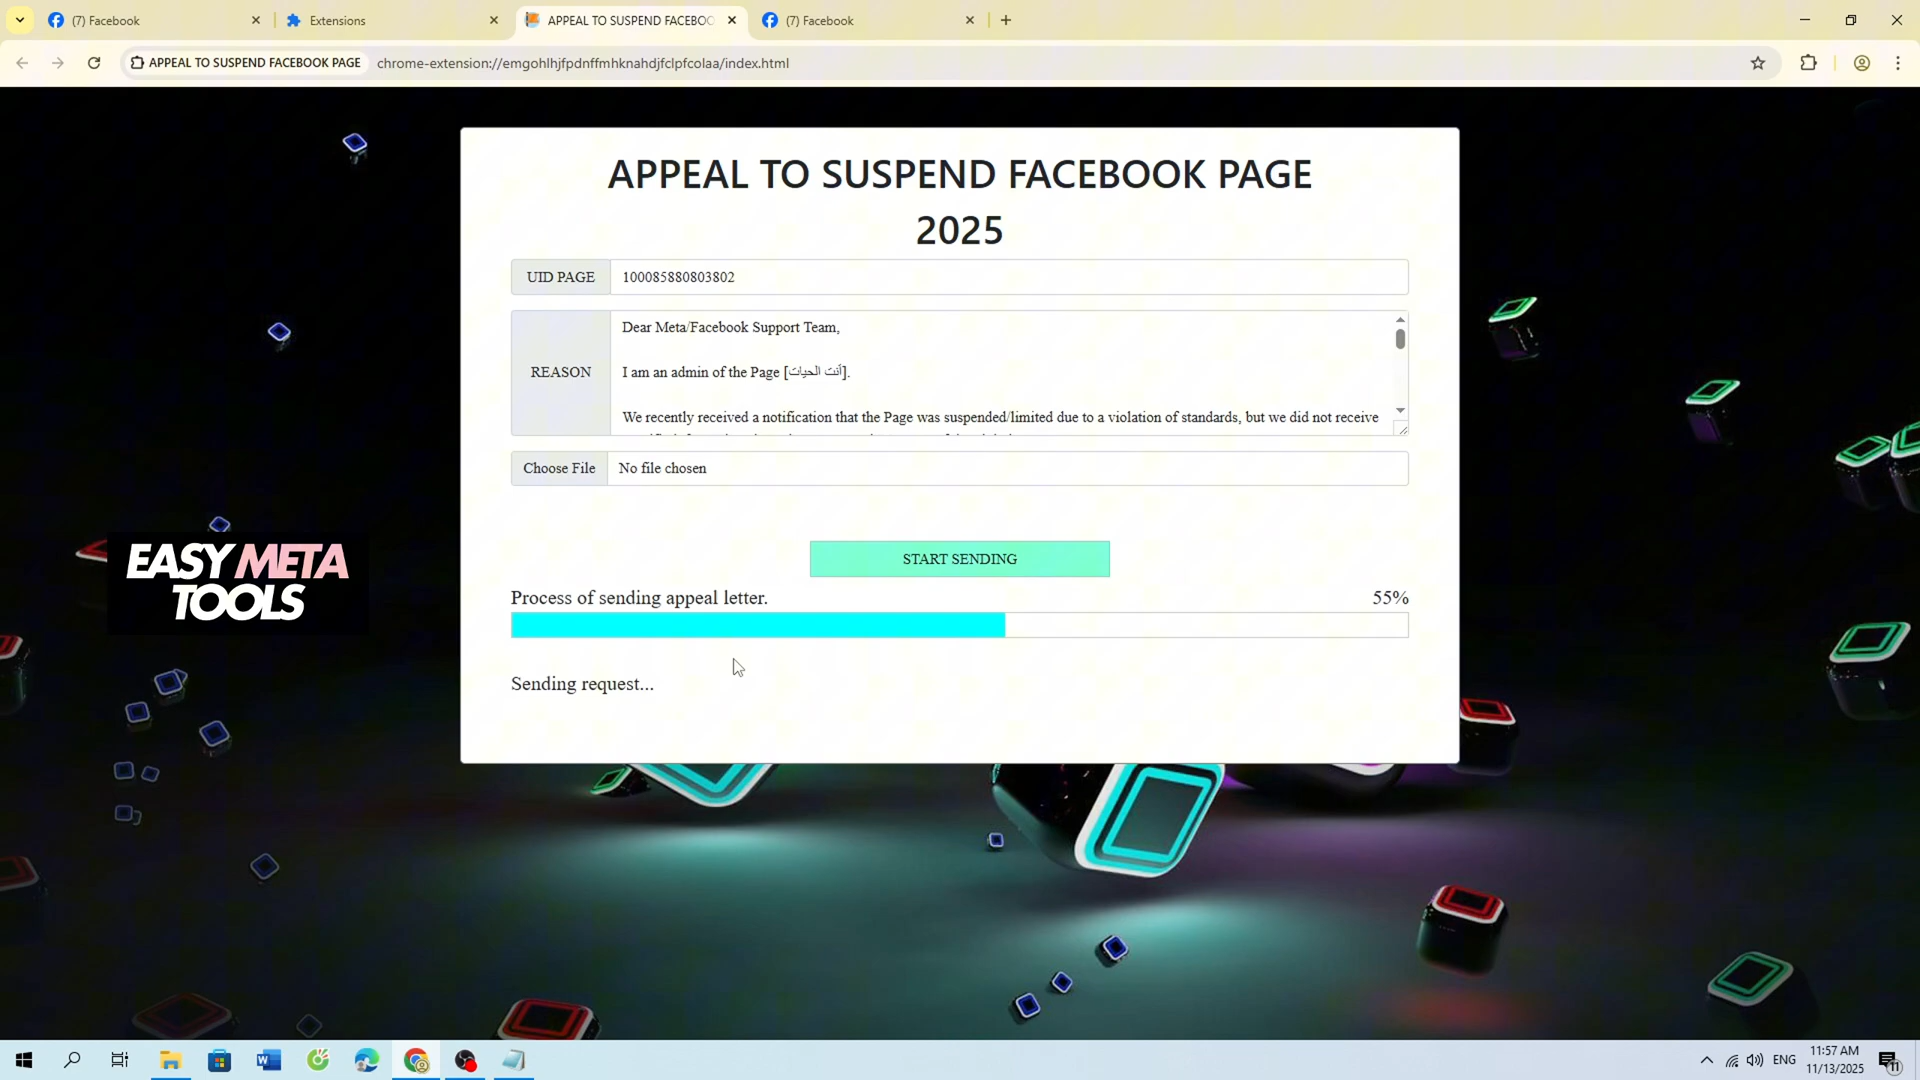 (7) Facebook
Extensions
APPEAL TO SUSPEND FACEBOO
(7) Facebook
APPEAL TO SUSPEND FACEBOOK PAGE
chrome-extension://emgohlhjfpdnffmhknahdjfclpfcolaa/index.html
APPEAL TO SUSPEND FACEBOOK PAGE
2025
UID PAGE
100085880803802
REASON
Dear Meta/Facebook Support Team,
I am an admin of the Page [أنت الحيات].
We recently received a notification that the Page was suspended/limited due to a violation of standards, but we did not receive
Choose File
No file chosen
START SENDING
Process of sending appeal letter.
55%
Sending request...
EASY META
TOOLS
ENG
11:57 AM
11/13/2025
11